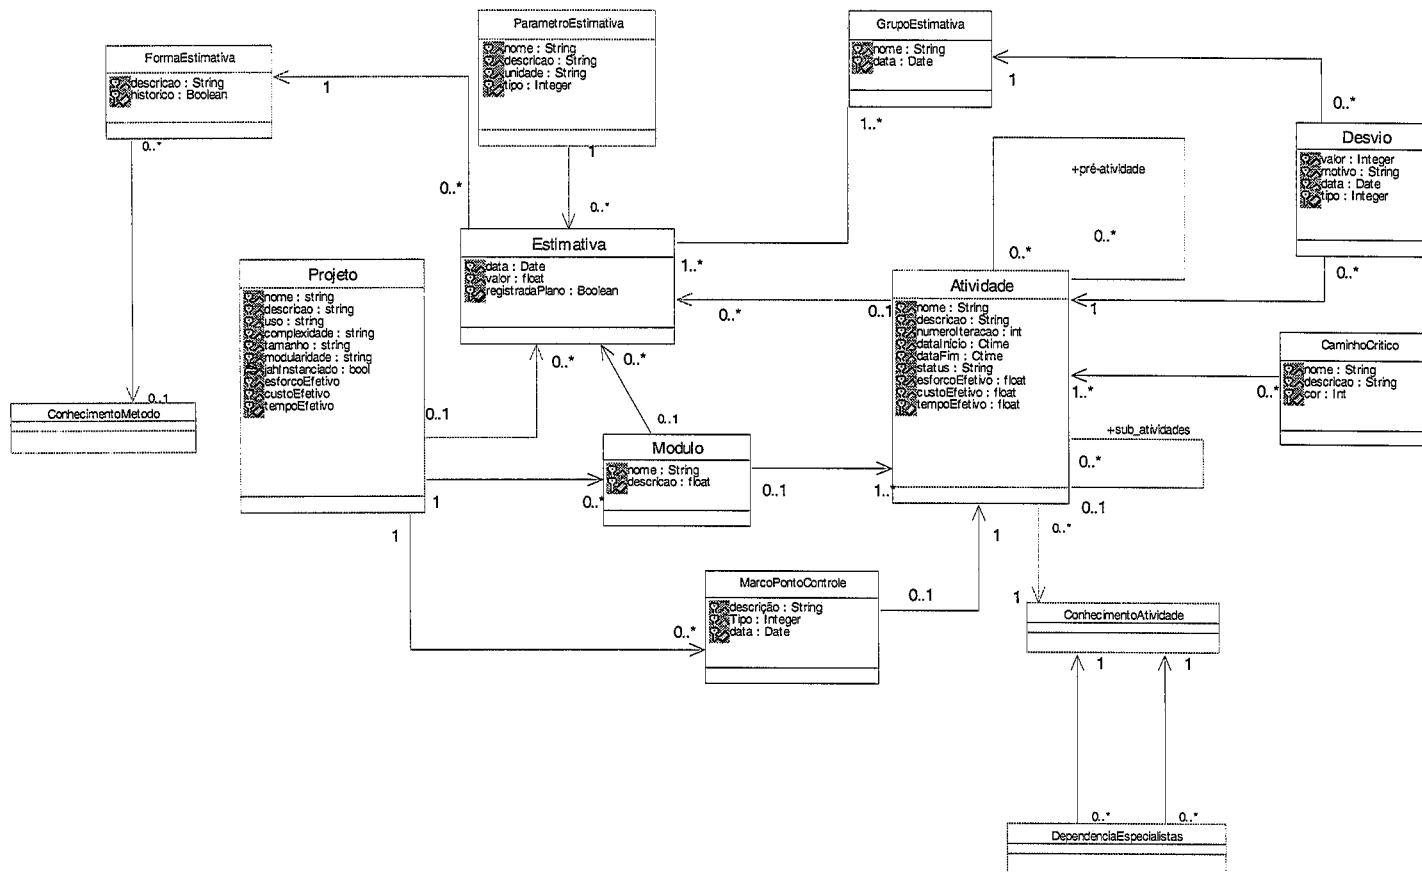 ParametroEstimativa
nome : String
descricao : String
unidade : String
tipo : Integer
GrupoEstimativa
nome : String
data : Date
FormaEstimativa
descricao : String
historico : Boolean
1
0..*
1
0..*
1..*
1
0..*
Desvio
valor : Integer
motivo : String
data : Date
tipo : Integer
+pré-atividade
0..*
0..*
0..*
0..*
Estimativa
data : Date
valor : float
registradaPlano : Boolean
1..*
0..*
0..1
Projeto
nome : string
descricao : string
uso : string
complexidade : string
tamanho : string
modularidade : string
jahInstanciado : bool
esforcoEfetivo
custoEfetivo
tempoEfetivo
Atividade
nome : String
descricao : String
numeroIteracao : int
dataInicio : Ctime
dataFim : Ctime
status : String
esforcoEfetivo : float
custoEfetivo : float
tempoEfetivo : float
1
CaminhoCritico
nome : String
descricao : String
cor : Int
1..*
0..*
0..*
0..*
0..1
ConhecimentoMetodo
0..1
0..1
+sub_atividades
0..*
0..1
Modulo
nome : String
descricao : float
1
0..*
0..1
1..*
1
0..*
1
MarcoPontoControle
descrição : String
Tipo : Integer
data : Date
0..1
0..*
1
ConhecimentoAtividade
1
1
0..*
0..*
DependenciaEspecialistas